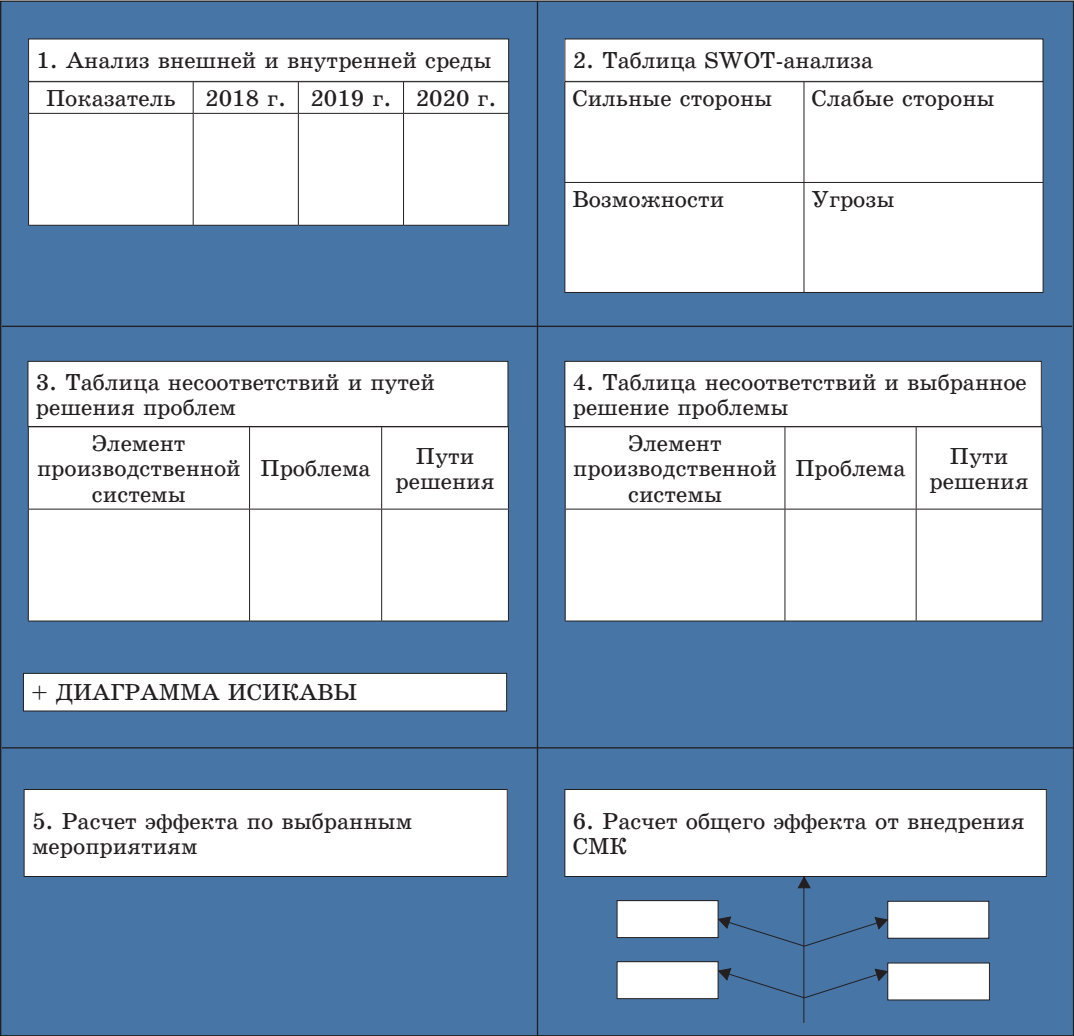 1. Анализ внешней и внутренней среды
Показатель 2018 г. 2019 г. 2020 г.
2. Таблица SWOT-анализа
Сильные стороны Слабые стороны
Возможности Угрозы
3. Таблица несоответствий и путей
решения проблем
Элемент
производственной
системы
Проблема
Пути
решения
+ ДИАГРАММА ИСИКАВЫ
4. Таблица несоответствий и выбранное
решение проблемы
Элемент
производственной
системы
Проблема
Пути
решения
5. Расчет эффекта по выбранным
мероприятиям
6. Расчет общего эффекта от внедрения
СМК